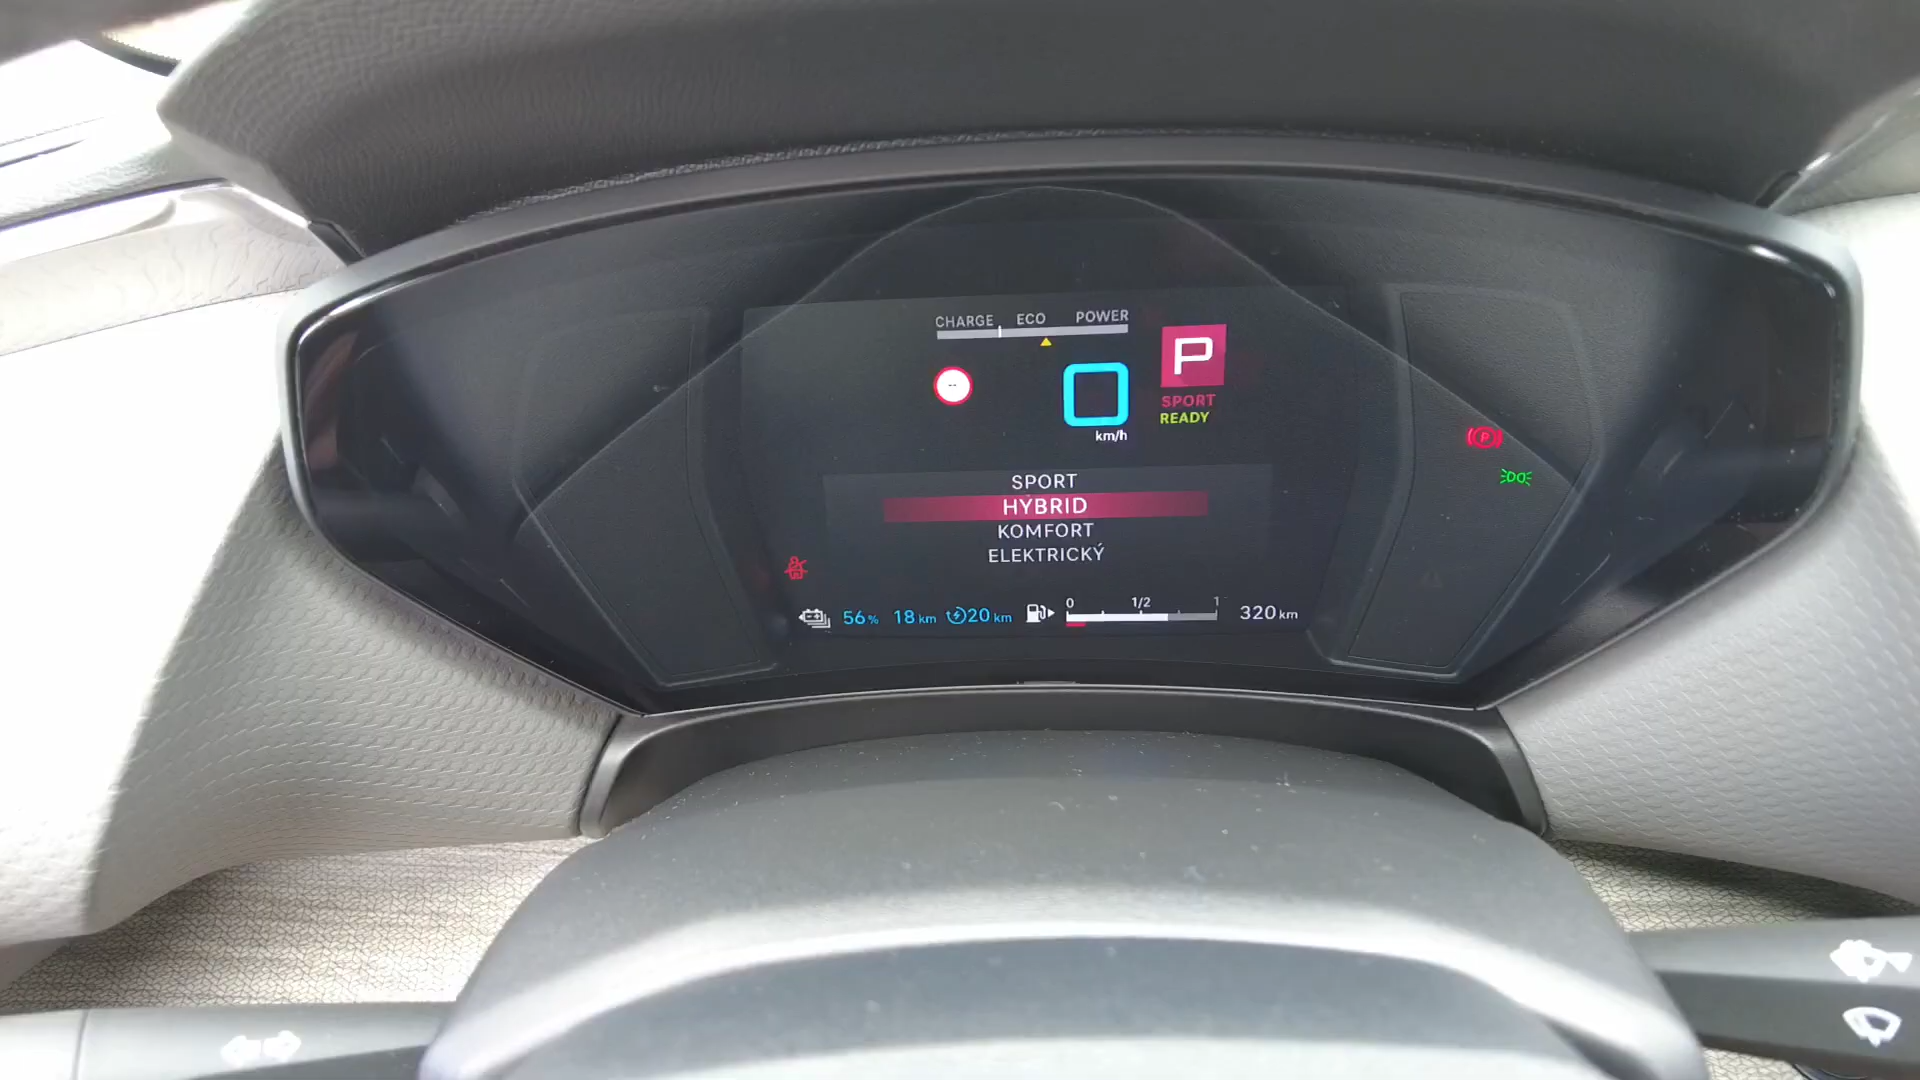 CHARGE ECO POWER
P
--
0
km/h
SPORT
READY
P
SPORT
HYBRID
KOMFORT
ELEKTRICKÝ
56% 18 km 20 km 0 1/2 1 320 km